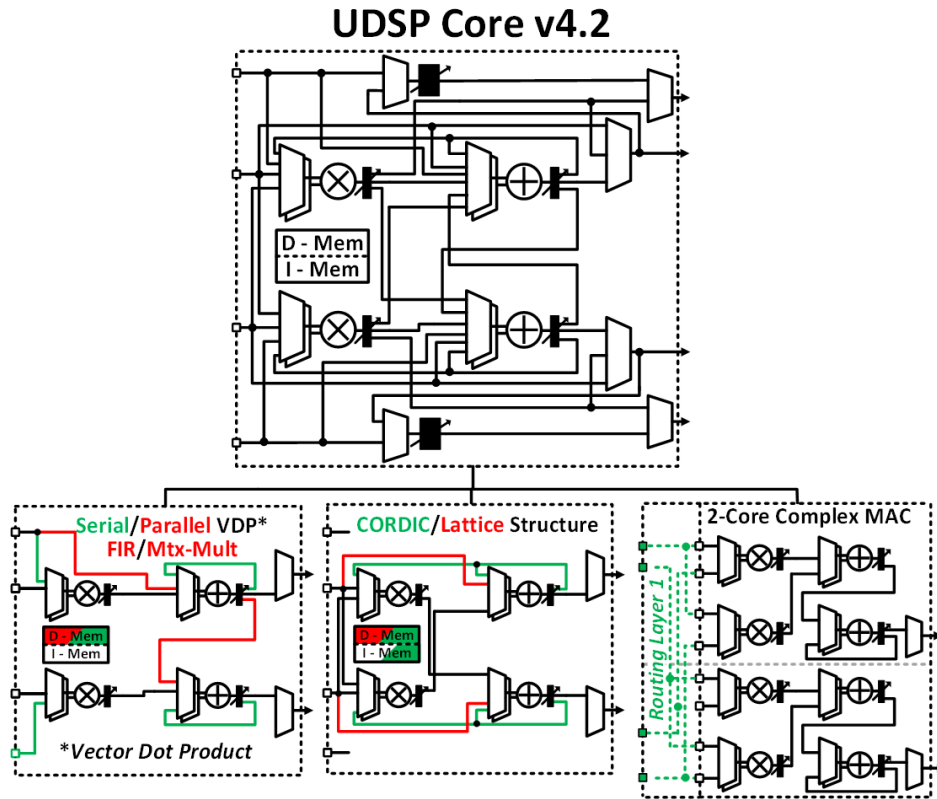 UDSP Core v4.2
D - Mem
I - Mem
Serial/Parallel VDP*
FIR/Mtx-Mult
D - Mem
I - Mem
*Vector Dot Product
CORDIC/Lattice Structure
D - Mem
I - Mem
2-Core Complex MAC
Routing Layer 1